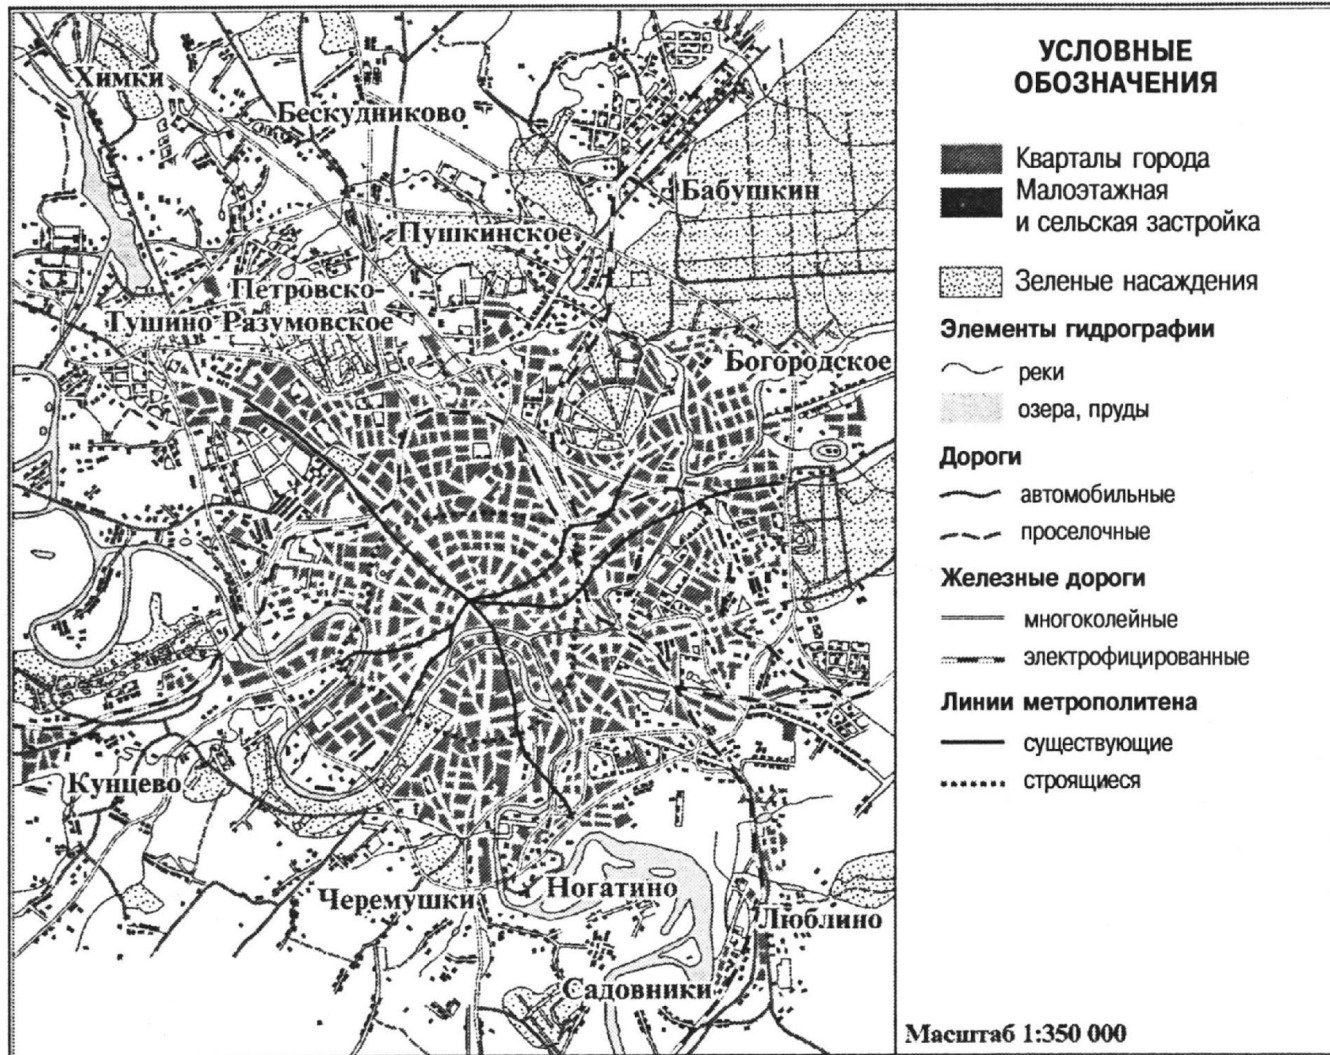 Химки
Бескудниково
Бабушкин
Пушкинское
Петровско-
Тушино Разумовское
Богородское
Кунцево
Черемушки
Ногатино
Люблино
Садовники
УСЛОВНЫЕ
ОБОЗНАЧЕНИЯ
Кварталы города
Малоэтажная
и сельская застройка
Зеленые насаждения
Элементы гидрографии
реки
озера, пруды
Дороги
автомобильные
проселочные
Железные дороги
многоколейные
электрофицированные
Линии метрополитена
существующие
строящиеся
Масштаб 1:350 000